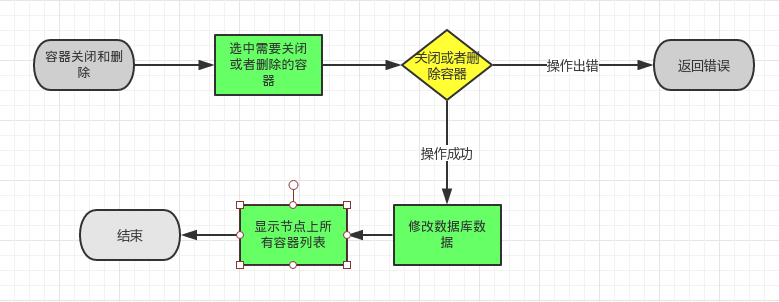 容器关闭和删
除
选中需要关闭
或者删除的容
器
关闭或者删
除容器
操作出错
返回错误
操作成功
修改数据库数
据
显示节点上所
有容器列表
结束